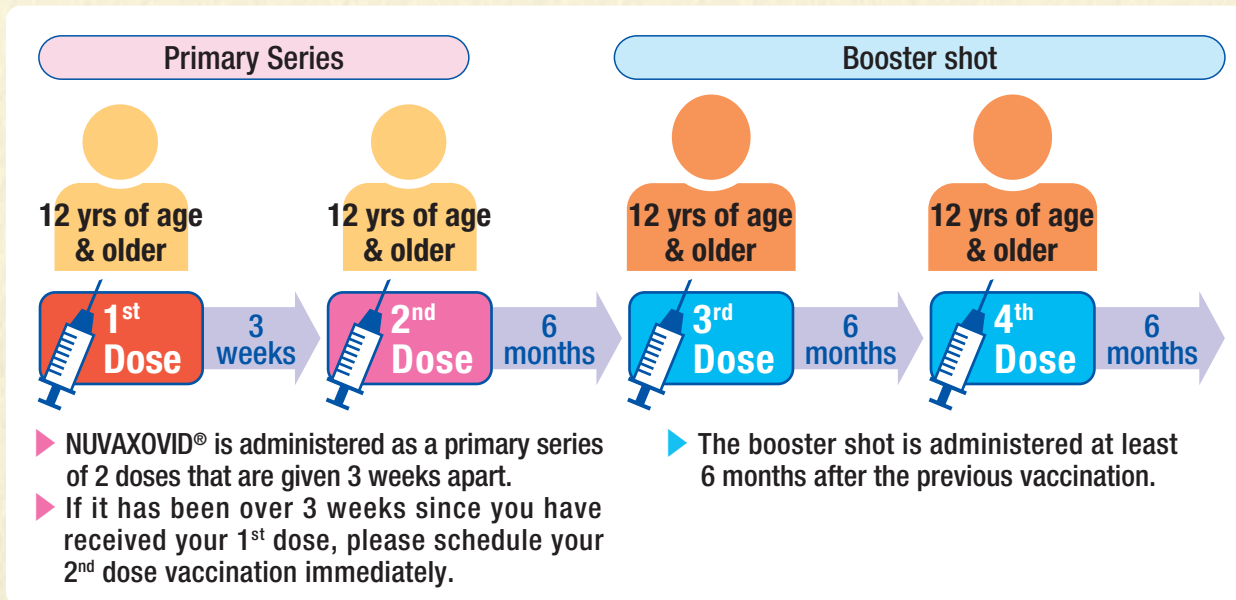 Primary Series
Booster shot
12 yrs of age
& older
12 yrs of age
& older
12 yrs of age
& older
12 yrs of age
& older
1st
Dose
3
weeks
2nd
Dose
6
months
3rd
Dose
6
months
4th
Dose
6
months
NUVAXOVID® is administered as a primary series
of 2 doses that are given 3 weeks apart.
If it has been over 3 weeks since you have
received your 1st dose, please schedule your
2nd dose vaccination immediately.
The booster shot is administered at least
6 months after the previous vaccination.